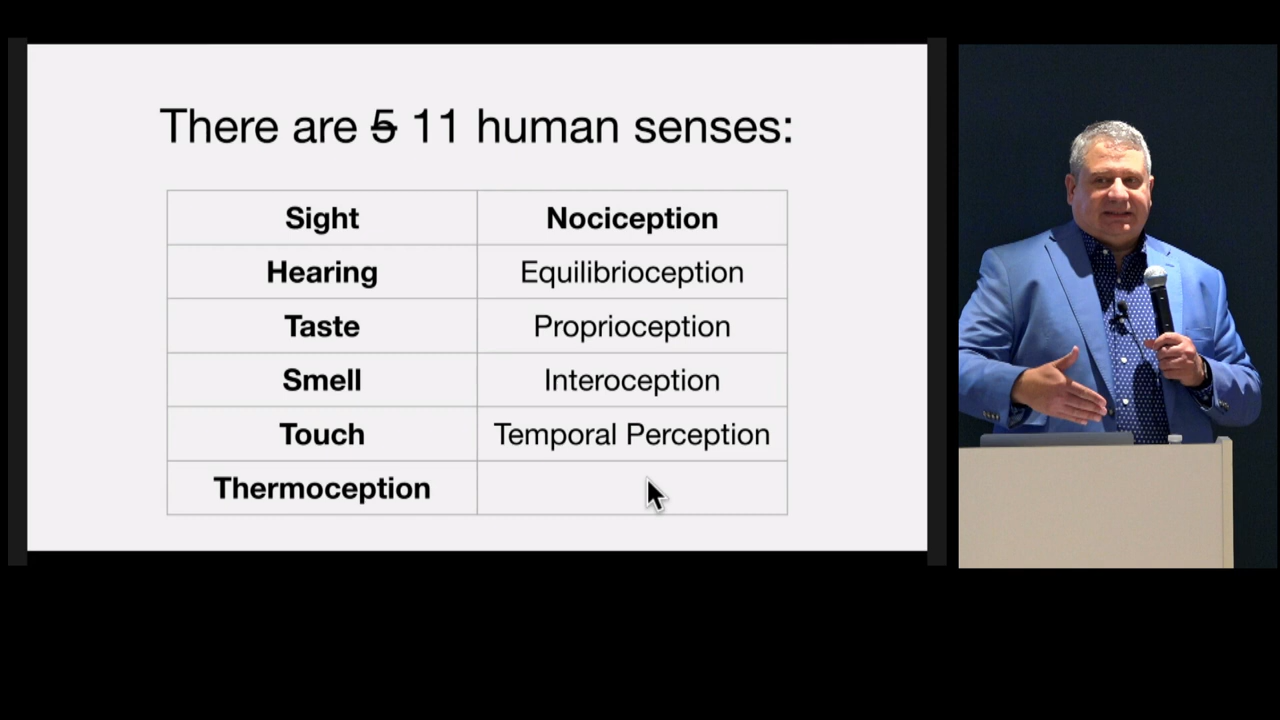 There are 5 11 human senses:
Sight Nociception
Hearing Equilibrioception
Taste Proprioception
Smell Interoception
Touch Temporal Perception
Thermoception